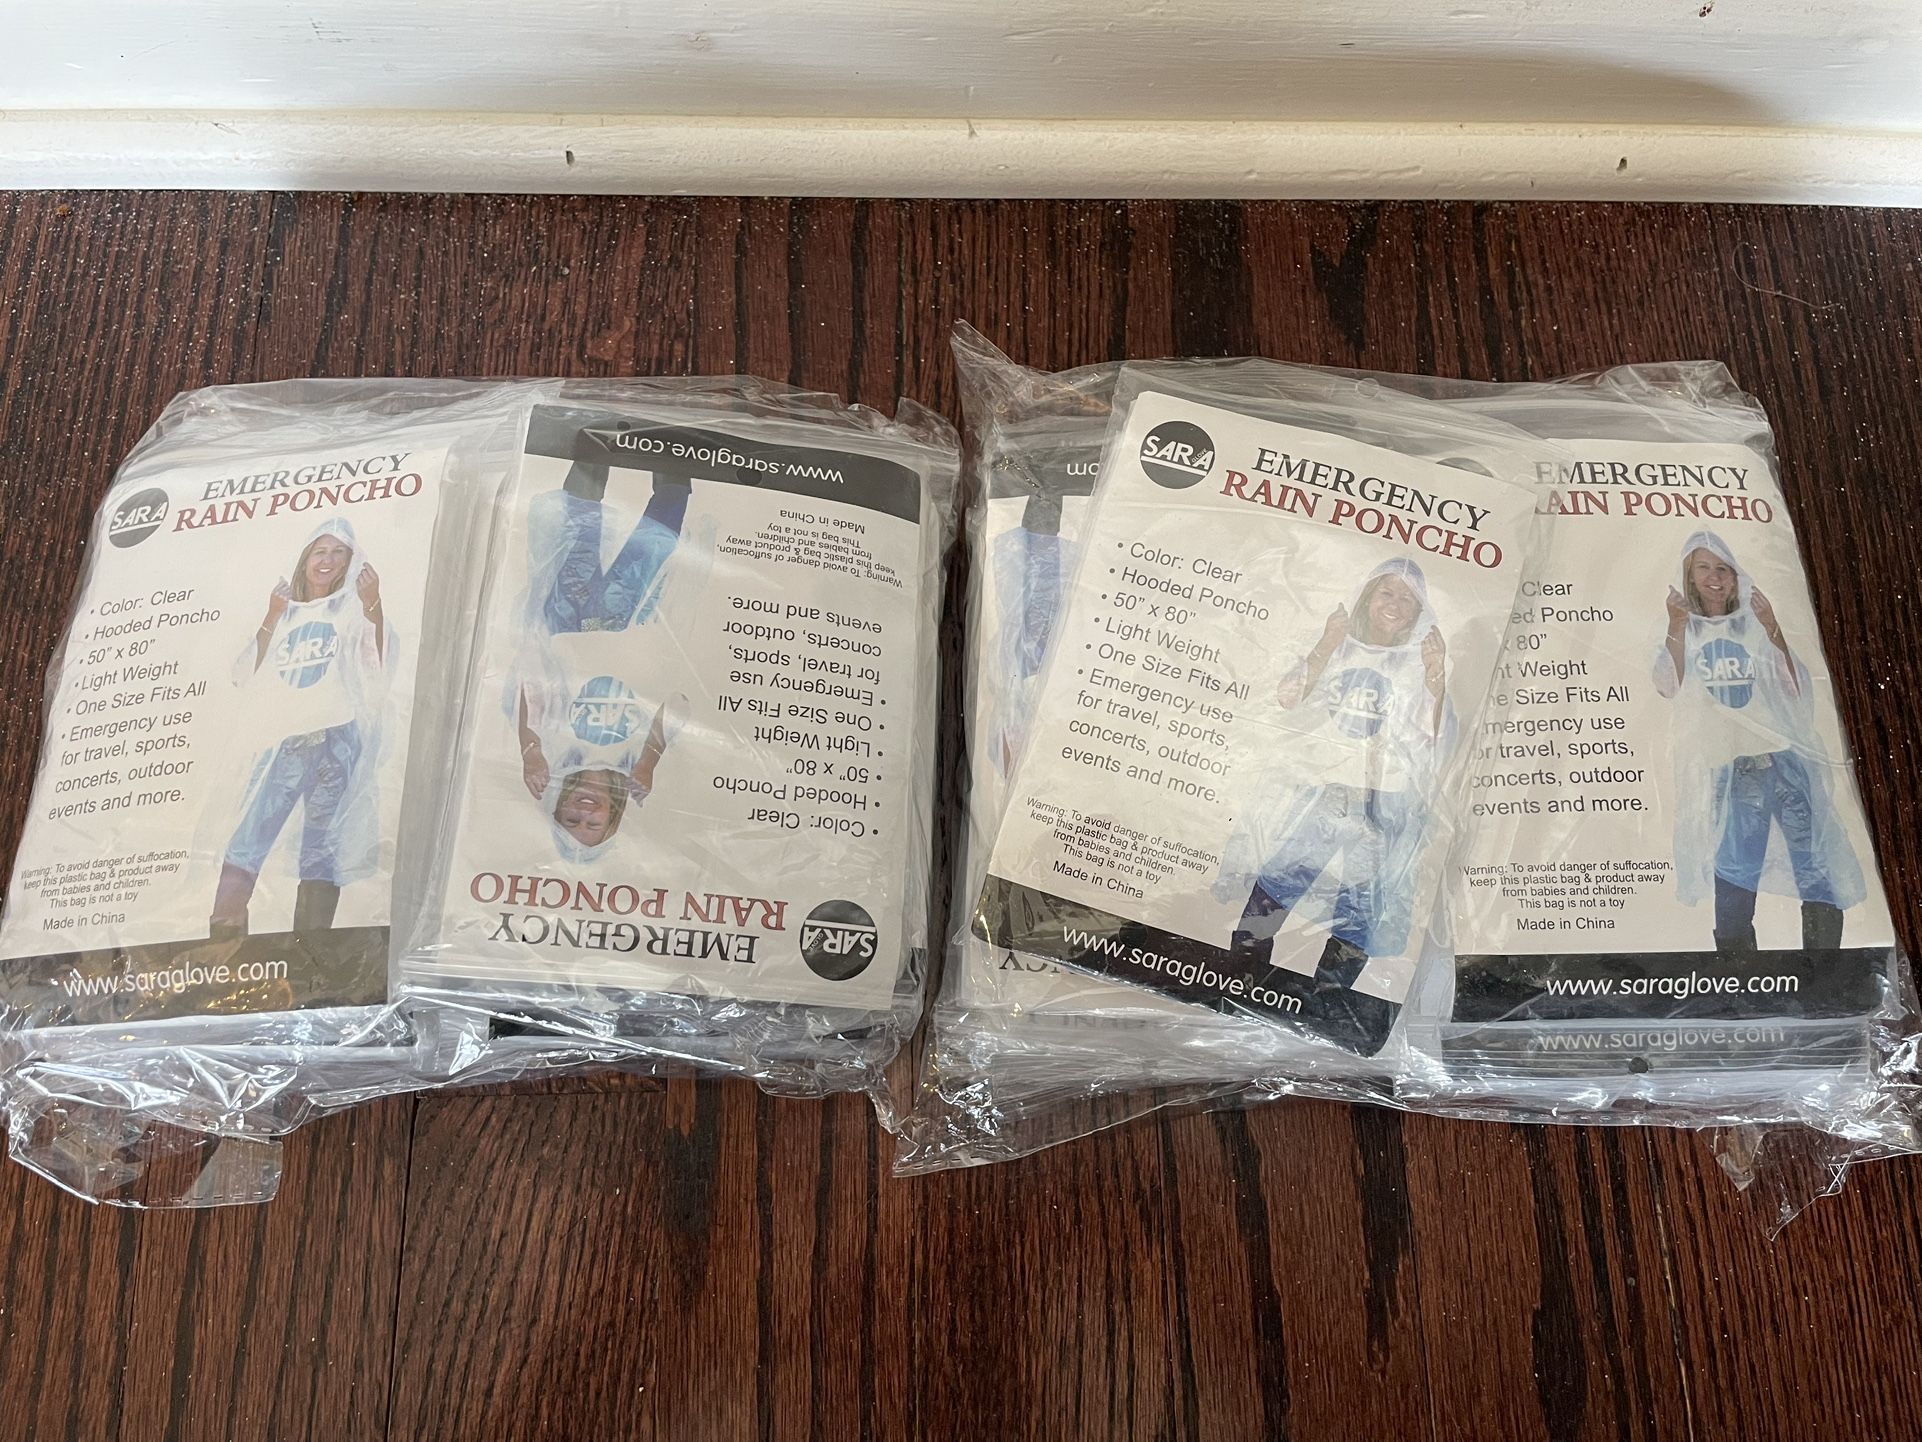 SARA
EMERGENCY
RAIN PONCHO
• Color: Clear
• Hooded Poncho
• 50” x 80”
• Light Weight
• One Size Fits All
• Emergency use
for travel, sports,
concerts, outdoor
events and more.
SARA
Warning: To avoid danger of suffocation,
keep this plastic bag & product away
from babies and children.
This bag is not a toy
Made in China
www.saraglove.com
SARA
GLOVE
EMERGENCY
RAIN PONCHO
• Color: Clear
• Hooded Poncho
• 50” x 80”
• Light Weight
• One Size Fits All
• Emergency use
for travel, sports,
concerts, outdoor
events and more.
SARA
Warning: To avoid danger of suffocation,
keep this plastic bag & product away
from babies and children.
This bag is not a toy
Made in China
www.saraglove.com
om
NCY
SARA
GLOVE
EMERGENCY
RAIN PONCHO
• Color: Clear
• Hooded Poncho
• 50” x 80”
• Light Weight
• One Size Fits All
• Emergency use
for travel, sports,
concerts, outdoor
events and more.
SARA
Warning: To avoid danger of suffocation,
keep this plastic bag & product away
from babies and children.
This bag is not a toy
Made in China
www.saraglove.com
EMERGENCY
AIN PONCHO
Clear
ed Poncho
x 80”
ht Weight
ne Size Fits All
mergency use
or travel, sports,
concerts, outdoor
events and more.
SARA
Warning: To avoid danger of suffocation,
keep this plastic bag & product away
from babies and children.
This bag is not a toy
Made in China
www.saraglove.com
www.saraglove.com